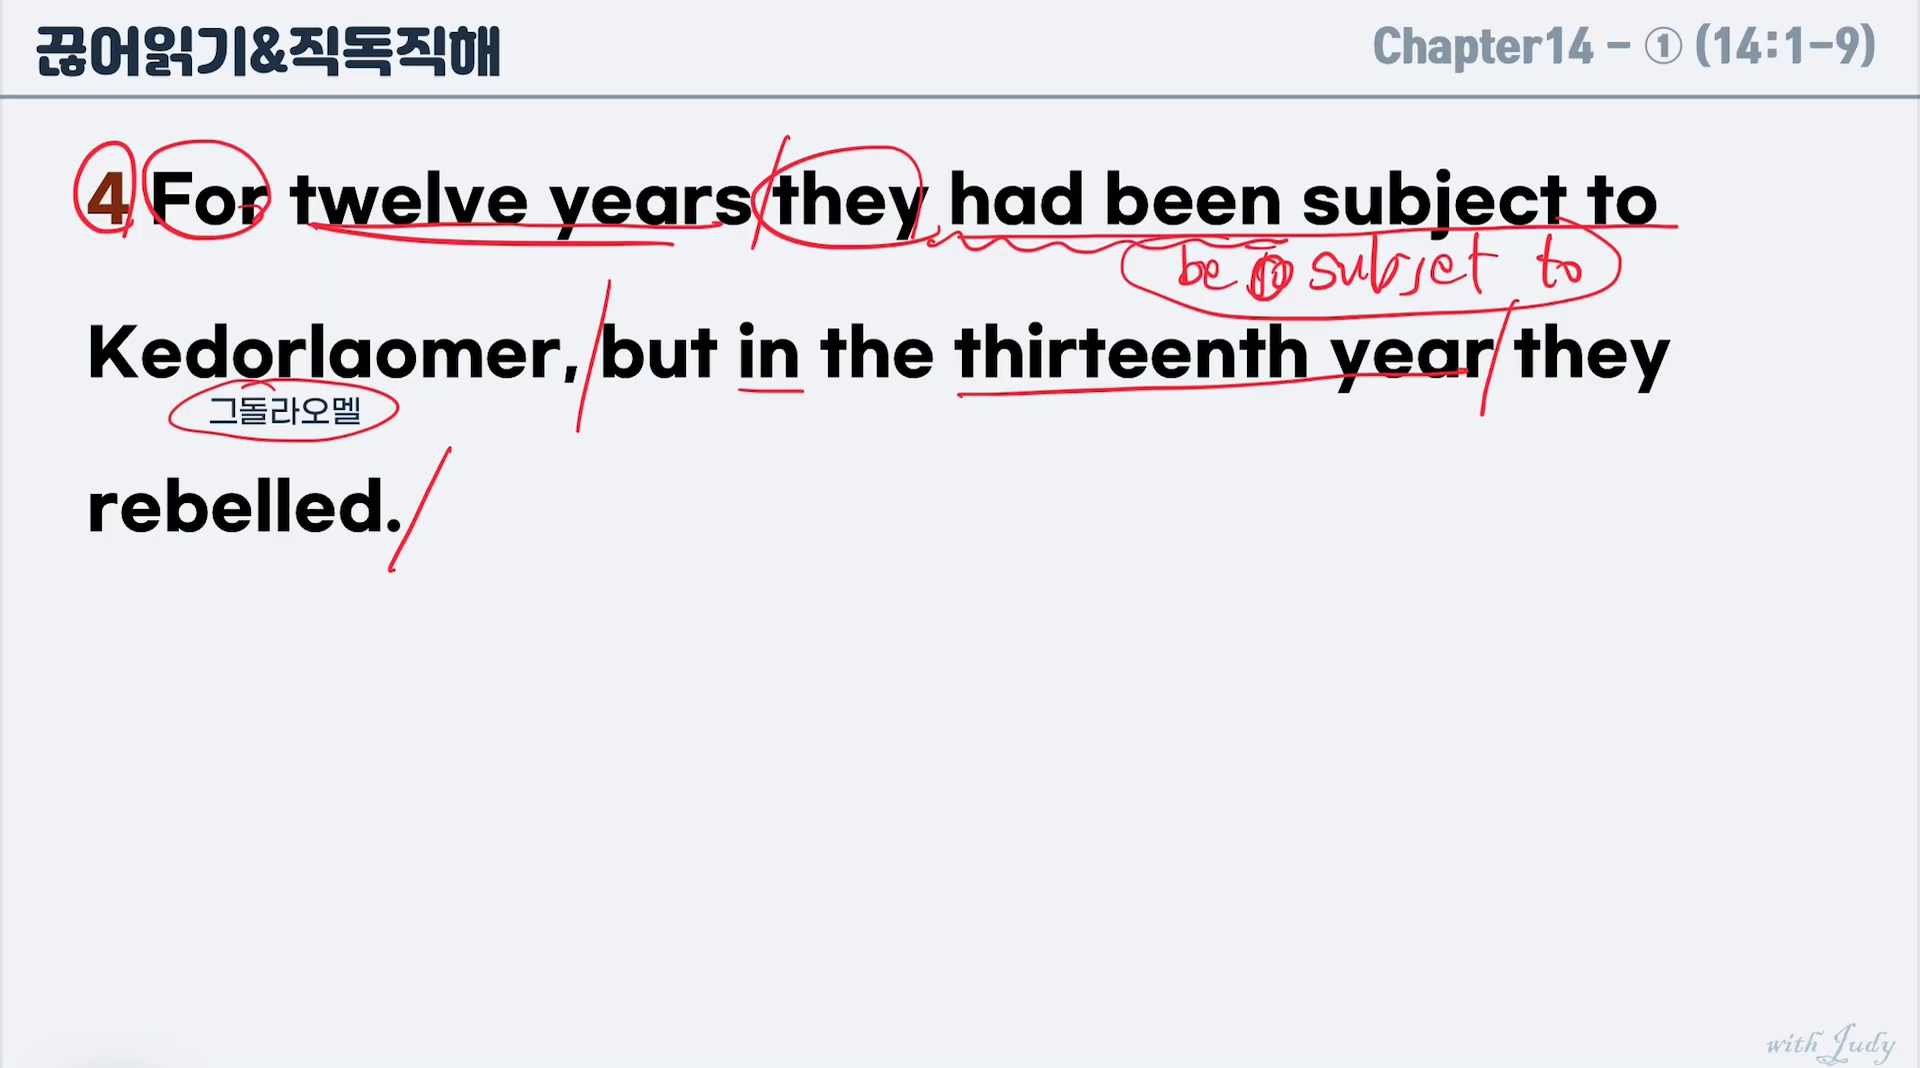 끊어읽기&직독직해
Chapter14 – ① (14:1-9)
4 For twelve years they had been subject to
be subject to
Kedorlaomer, but in the thirteenth year they
그돌라오멜
rebelled.
with Judy